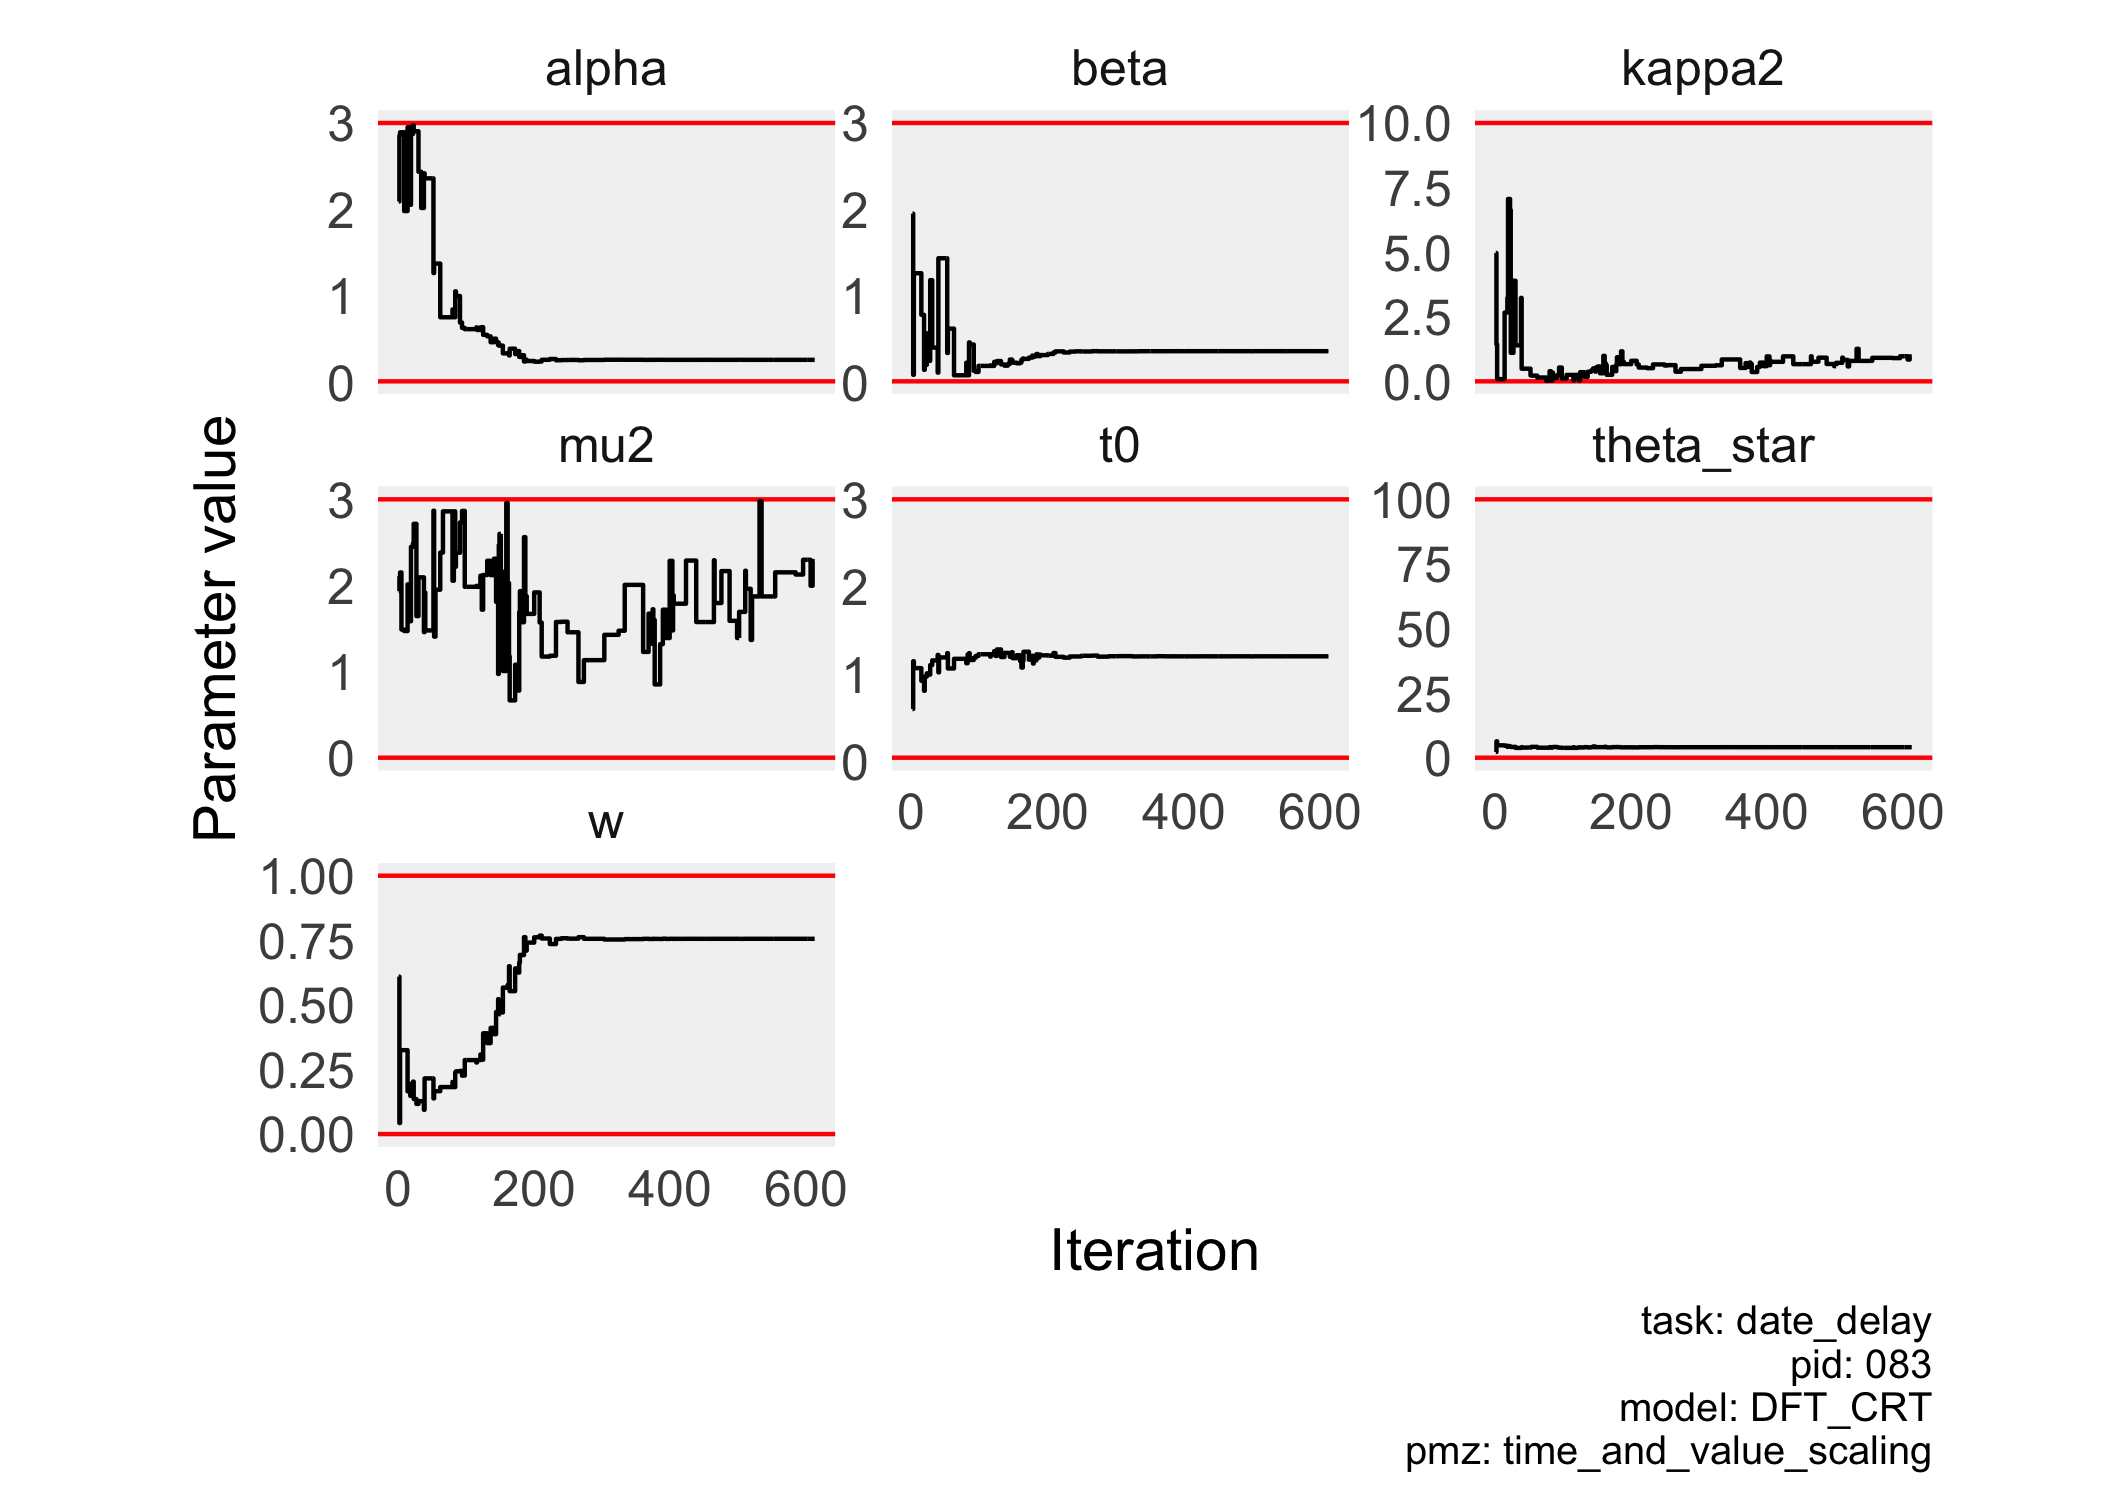 alpha
beta
kappa2
3
2
1
0
3
2
1
0
10.0
7.5
5.0
2.5
0.0
mu2
t0
theta_star
3
2
1
0
3
2
1
0
100
75
50
25
0
0 200 400 600
0 200 400 600
w
1.00
0.75
0.50
0.25
0.00
0 200 400 600
Parameter value
Iteration
task: date_delay
pid: 083
model: DFT_CRT
pmz: time_and_value_scaling